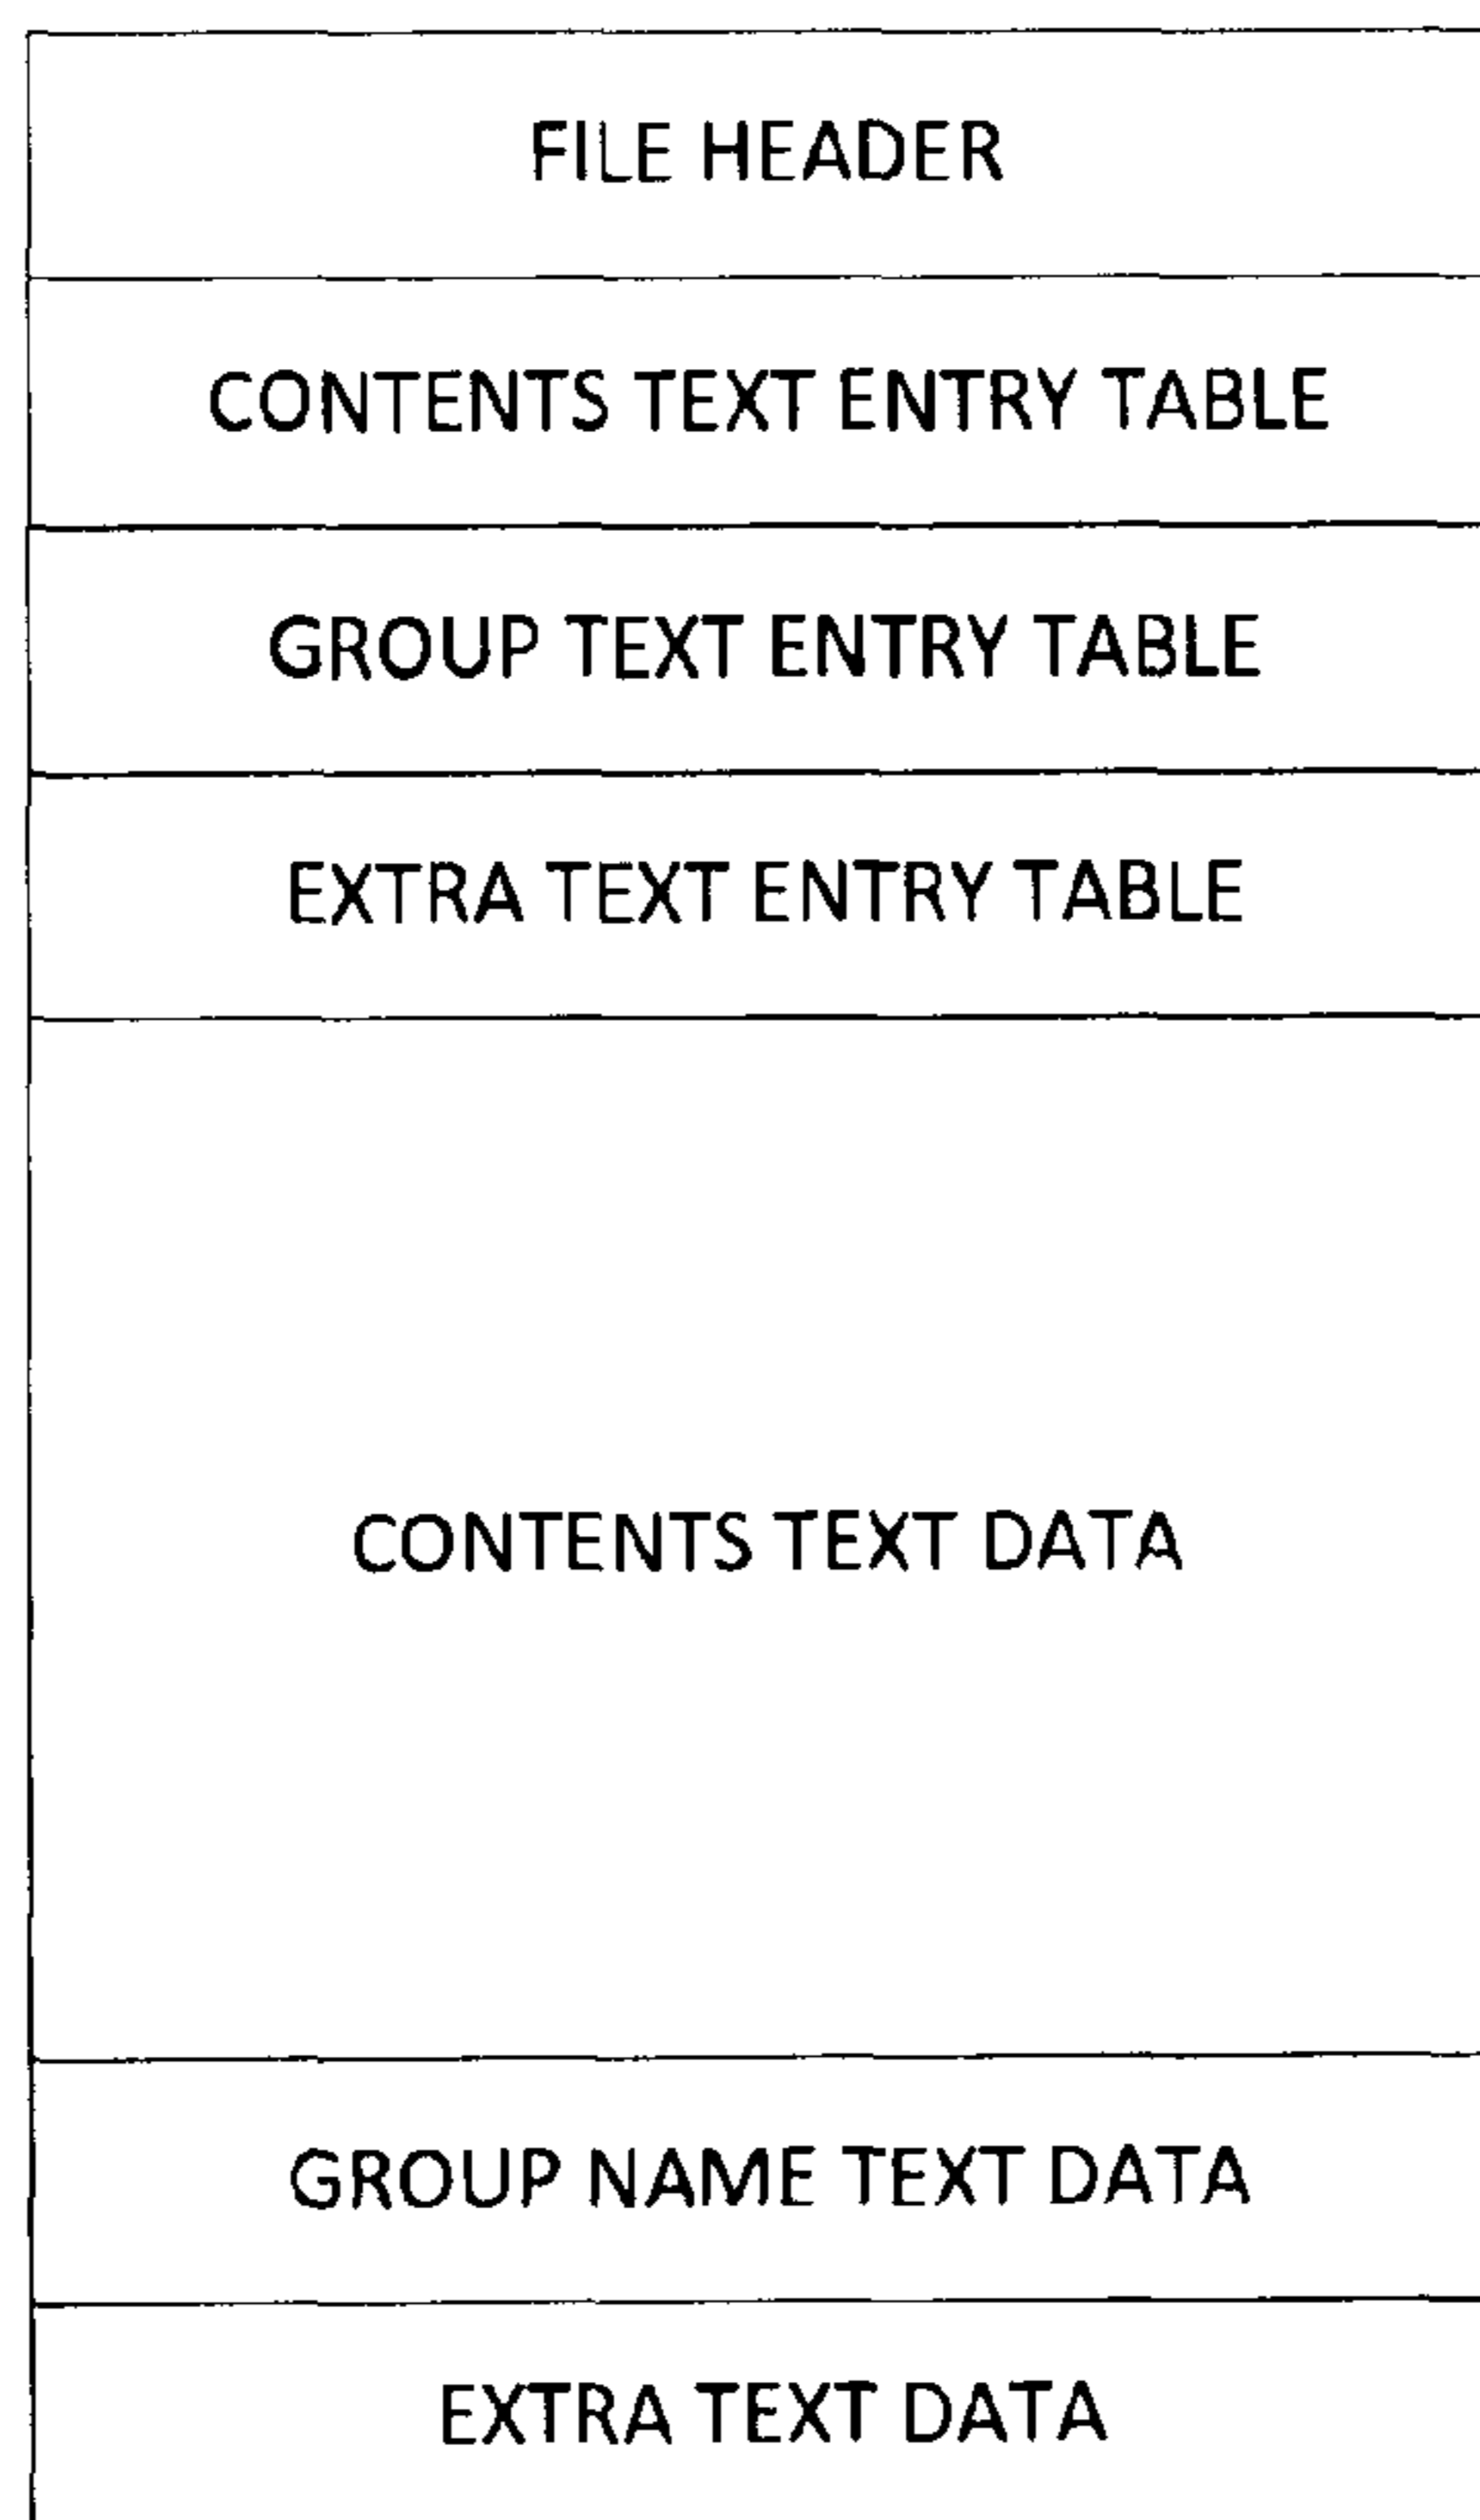 FILE HEADER
CONTENTS TEXT ENTRY TABLE
GROUP TEXT ENTRY TABLE
EXTRA TEXT ENTRY TABLE
CONTENTS TEXT DATA
GROUP NAME TEXT DATA
EXTRA TEXT DATA